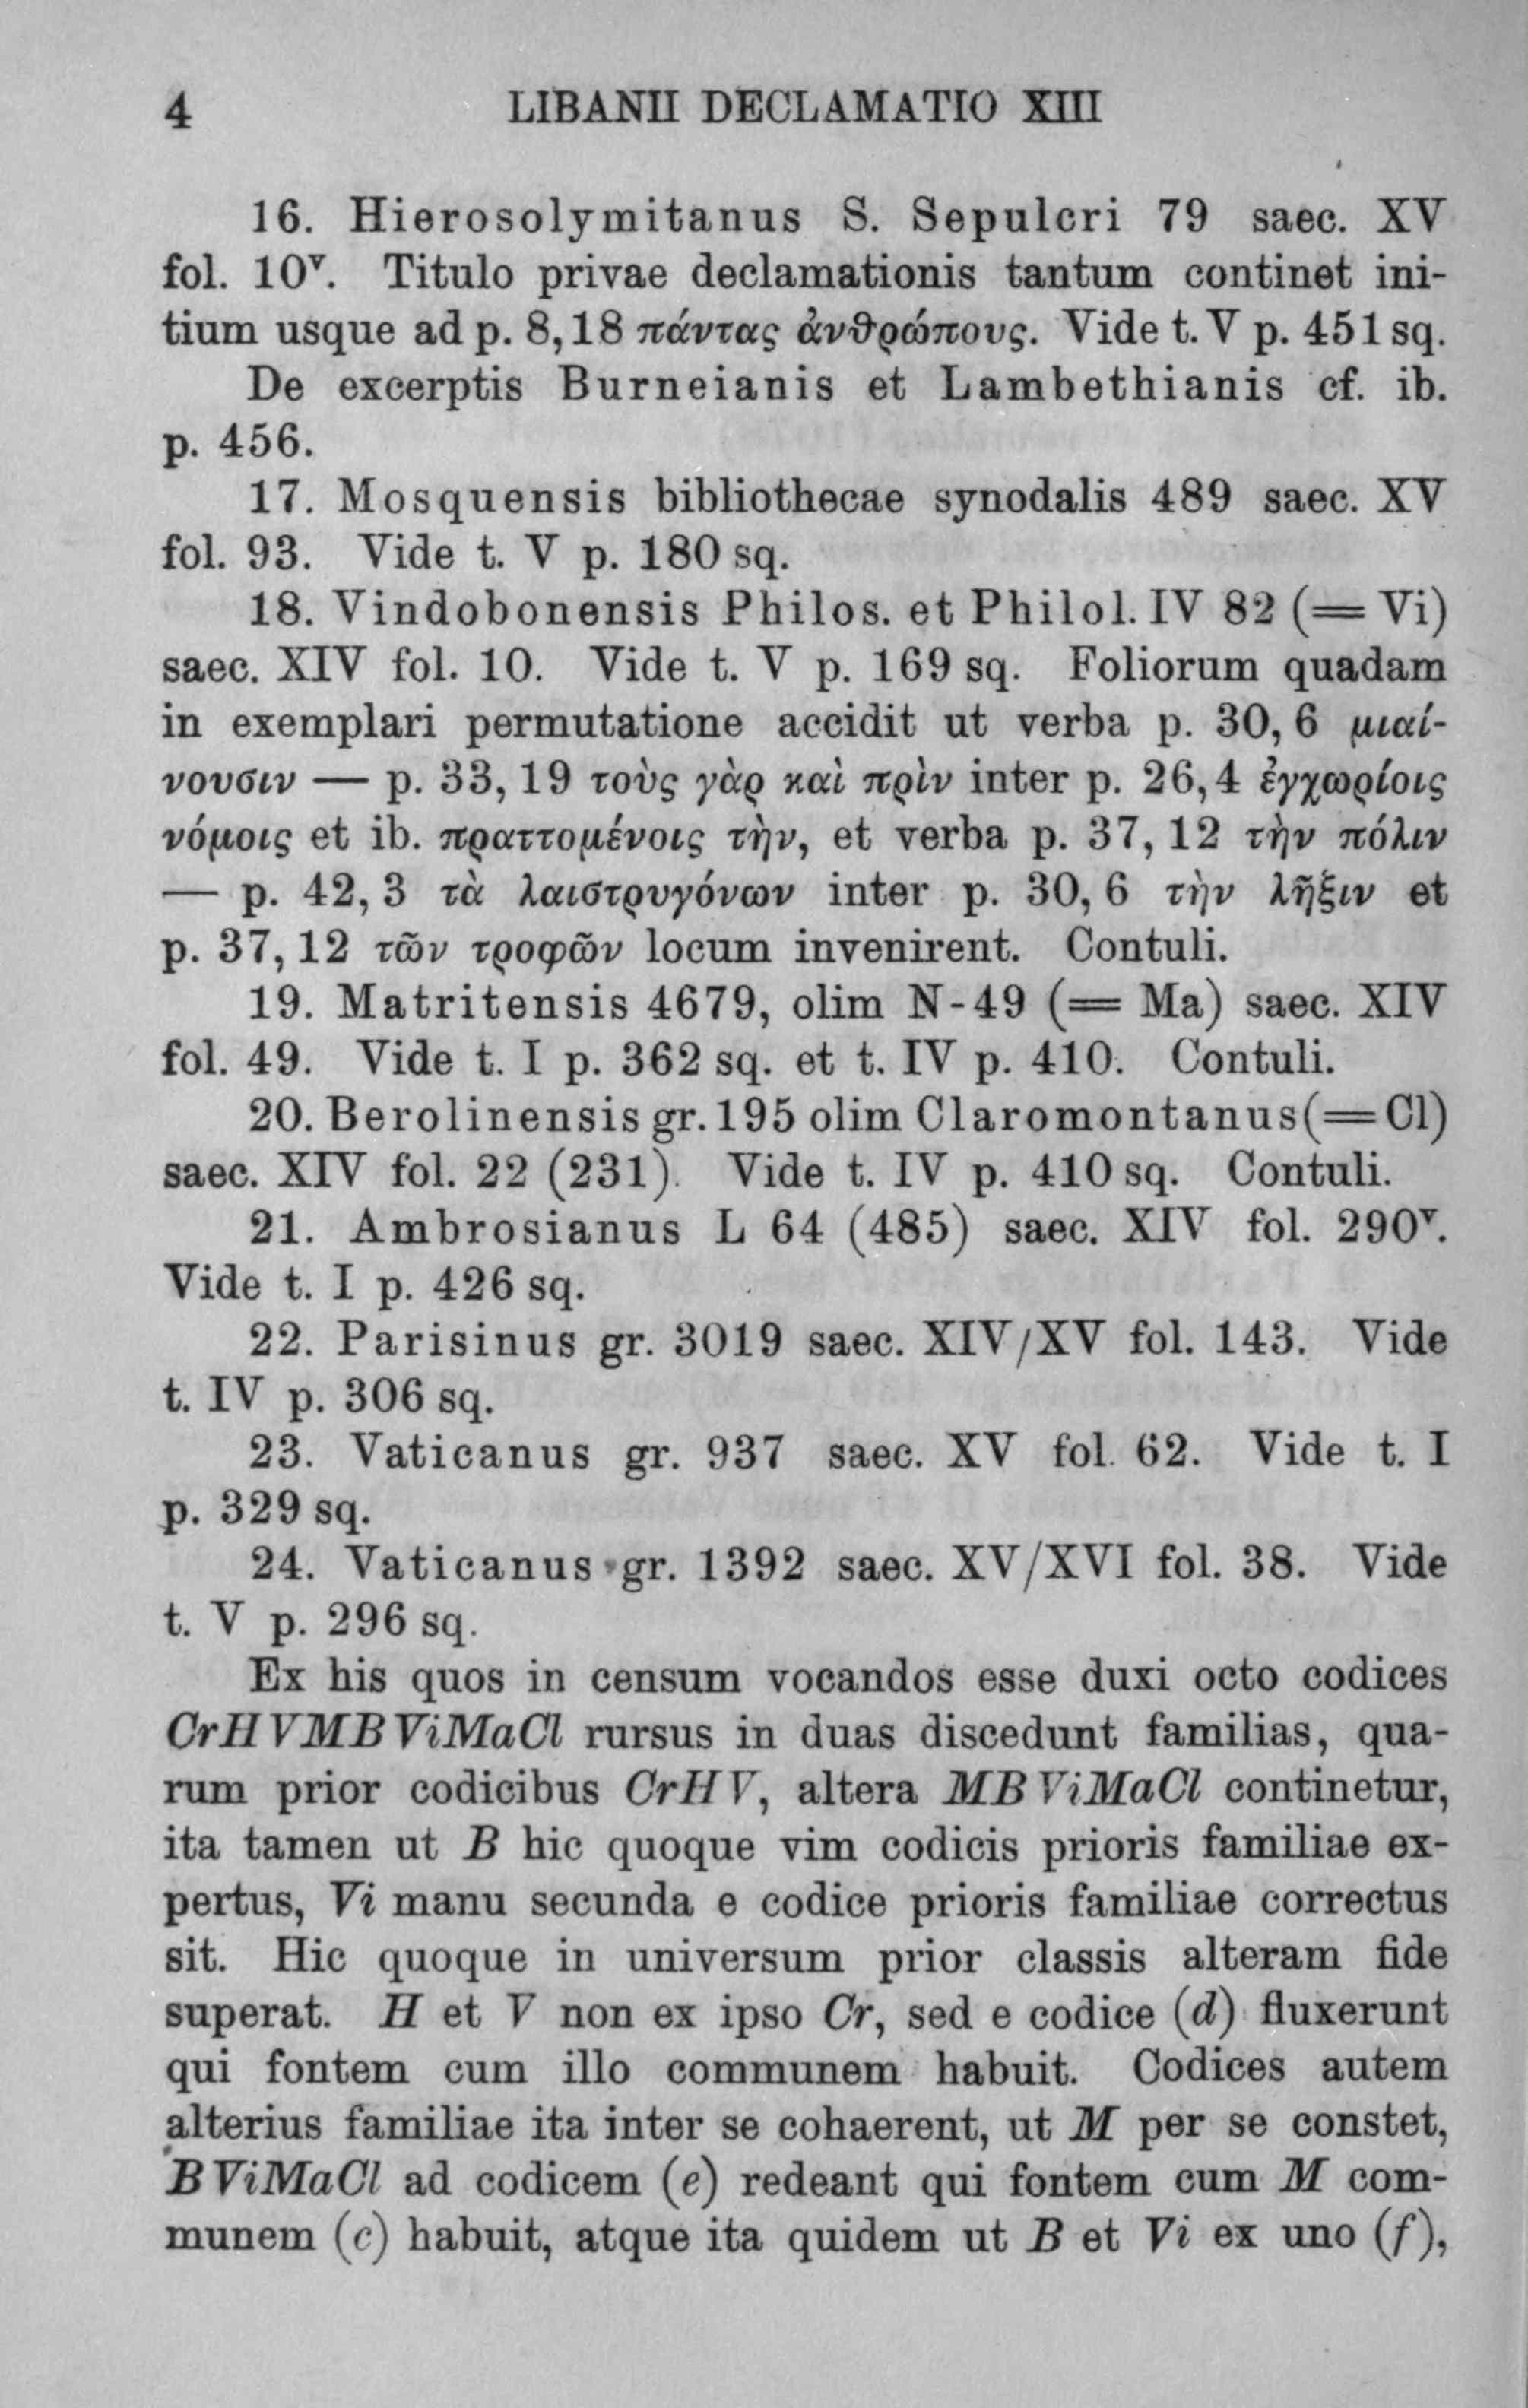 4 LIBANII DECLAMATIO XIII
16. Hierosolymitanus S. Sepulcri 79 saec. XV
fol. 10ᵛ. Titulo privae declamationis tantum continet ini-
tium usque ad p. 8,18 πάντας ἀνθρώπους. Vide t. V p. 451 sq.
De excerptis Burneianis et Lambethianis cf. ib.
p. 456.
17. Mosquensis bibliothecae synodalis 489 saec. XV
fol. 93. Vide t. V p. 180 sq.
18. Vindobonensis Philos. et Philol. IV 82 (= Vi)
saec. XIV fol. 10. Vide t. V p. 169 sq. Foliorum quadam
in exemplari permutatione accidit ut verba p. 30, 6 μιαί-
νουσιν — p. 33, 19 τοὺς γὰρ καὶ πρὶν inter p. 26,4 ἐγχωρίοις
νόμοις et ib. πραττομένοις τὴν, et verba p. 37, 12 τὴν πόλιν
— p. 42, 3 τὰ λαιστρυγόνων inter p. 30, 6 τὴν λῆξιν et
p. 37, 12 τῶν τροφῶν locum invenirent. Contuli.
19. Matritensis 4679, olim N-49 (= Ma) saec. XIV
fol. 49. Vide t. I p. 362 sq. et t. IV p. 410. Contuli.
20. Berolinensis gr. 195 olim Claromontanus (= Cl)
saec. XIV fol. 22 (231). Vide t. IV p. 410 sq. Contuli.
21. Ambrosianus L 64 (485) saec. XIV fol. 290ᵛ.
Vide t. I p. 426 sq.
22. Parisinus gr. 3019 saec. XIV/XV fol. 143. Vide
t. IV p. 306 sq.
23. Vaticanus gr. 937 saec. XV fol. 62. Vide t. I
p. 329 sq.
24. Vaticanus gr. 1392 saec. XV/XVI fol. 38. Vide
t. V p. 296 sq.
Ex his quos in censum vocandos esse duxi octo codices
CrHVMBViMaCl rursus in duas discedunt familias, qua-
rum prior codicibus CrHV, altera MBViMaCl continetur,
ita tamen ut B hic quoque vim codicis prioris familiae ex-
pertus, Vi manu secunda e codice prioris familiae correctus
sit. Hic quoque in universum prior classis alteram fide
superat. H et V non ex ipso Cr, sed e codice (d) fluxerunt
qui fontem cum illo communem habuit. Codices autem
alterius familiae ita inter se cohaerent, ut M per se constet,
BViMaCl ad codicem (e) redeant qui fontem cum M com-
munem (c) habuit, atque ita quidem ut B et Vi ex uno (f),